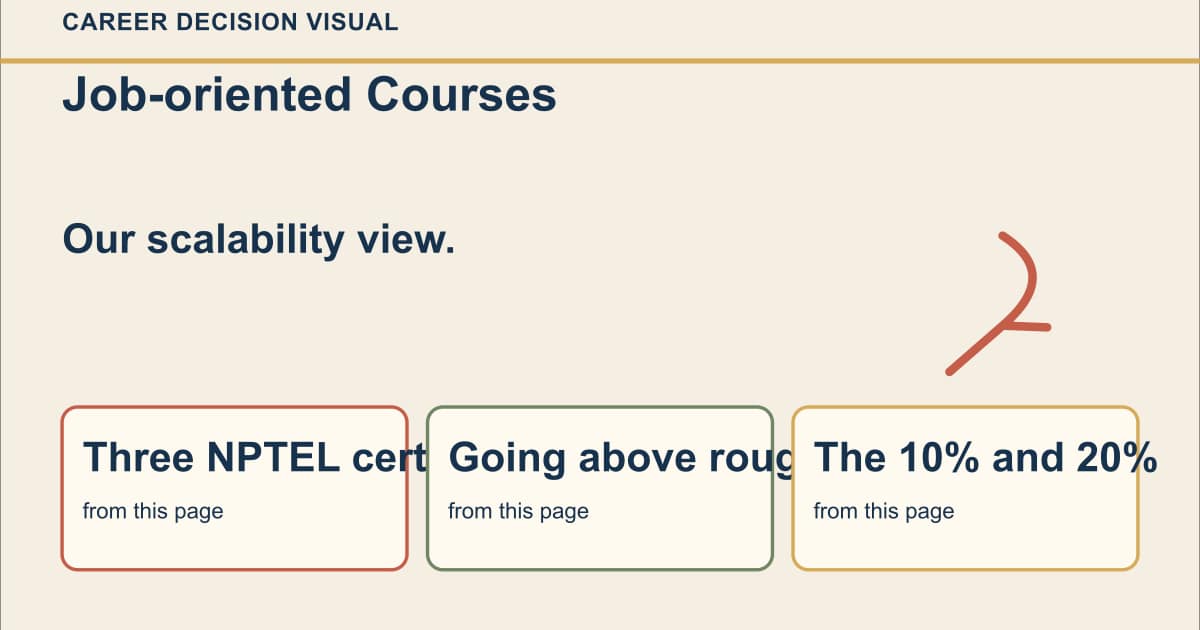 CAREER DECISION VISUAL
Job-oriented Courses
Our scalability view.
Three NPTEL cert
from this page
Going above roug
from this page
The 10% and 20%
from this page